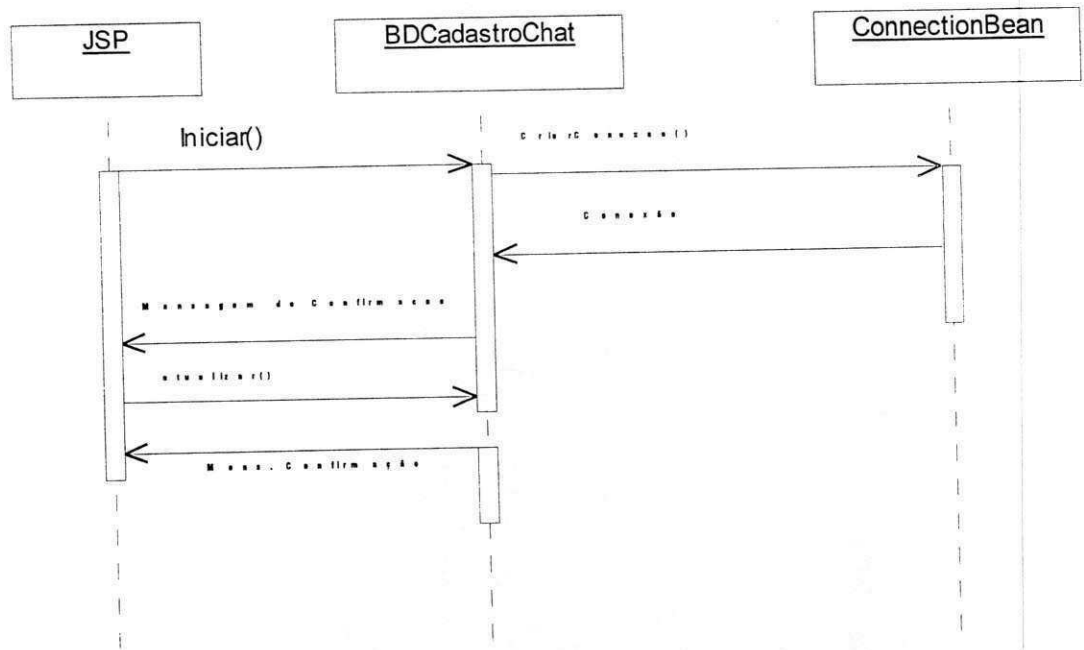 JSP
BDCadastroChat
ConnectionBean
Iniciar()
CriarConexao()
Conexão
Mensagem de Confirmacao
atualizar()
Mens.Confirmação